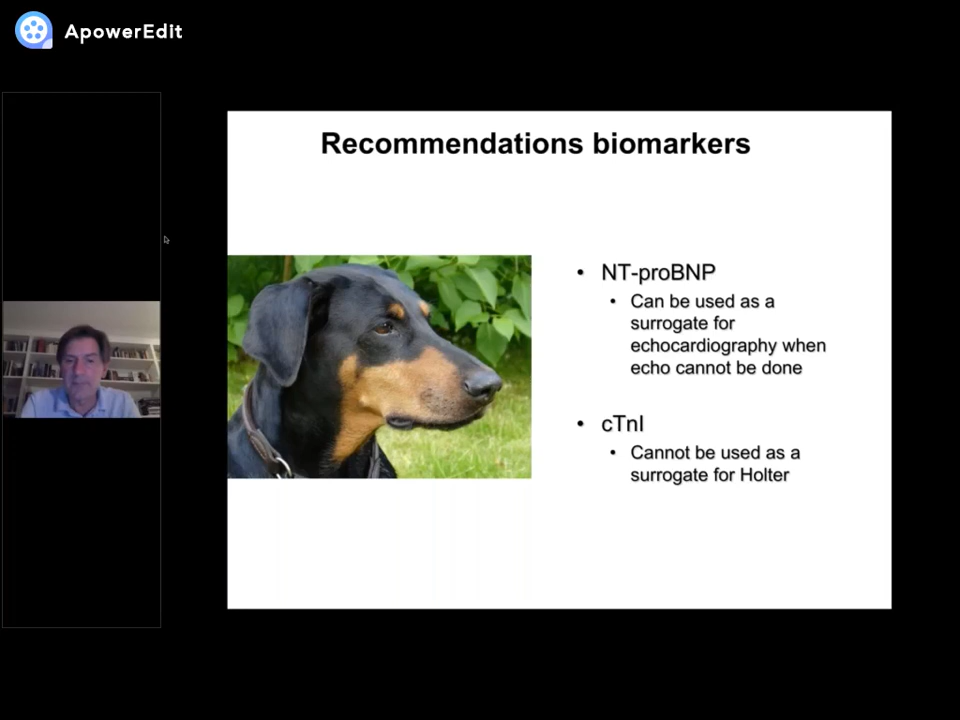 ApowerEdit
Recommendations biomarkers
• NT-proBNP
• Can be used as a
surrogate for
echocardiography when
echo cannot be done
• cTnI
• Cannot be used as a
surrogate for Holter